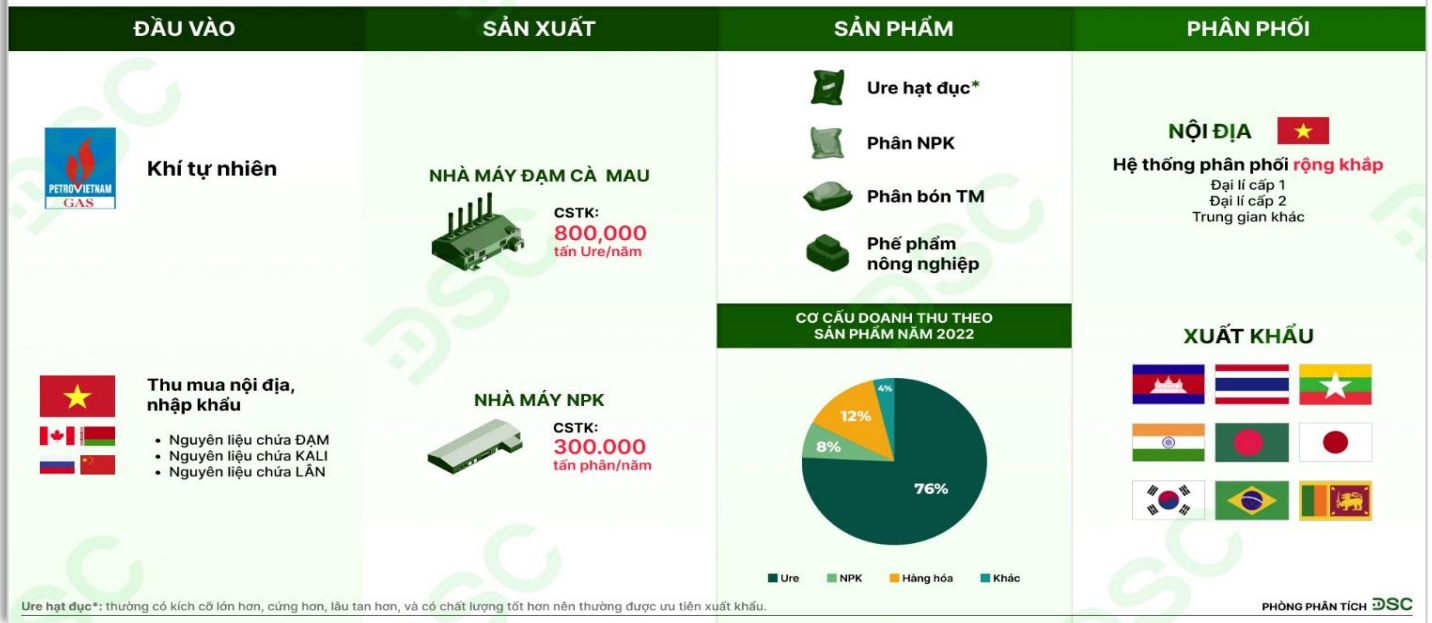 ĐẦU VÀO
SẢN XUẤT
SẢN PHẨM
PHÂN PHỐI
PETROVIETNAM
GAS
Khí tự nhiên
Thu mua nội địa,
nhập khẩu
• Nguyên liệu chứa ĐẠM
• Nguyên liệu chứa KALI
• Nguyên liệu chứa LÂN
NHÀ MÁY ĐẠM CÀ MAU
CSTK:
800,000
tấn Ure/năm
NHÀ MÁY NPK
CSTK:
300.000
tấn phân/năm
Ure hạt đục*
Phân NPK
Phân bón TM
Phế phẩm
nông nghiệp
CƠ CẤU DOANH THU THEO
SẢN PHẨM NĂM 2022
4%
12%
8%
76%
Ure NPK Hàng hóa Khác
NỘI ĐỊA
Hệ thống phân phối rộng khắp
Đại lí cấp 1
Đại lí cấp 2
Trung gian khác
XUẤT KHẨU
Ure hạt đục*: thường có kích cỡ lớn hơn, cứng hơn, lâu tan hơn, và có chất lượng tốt hơn nên thường được ưu tiên xuất khẩu.
PHÒNG PHÂN TÍCH DSC